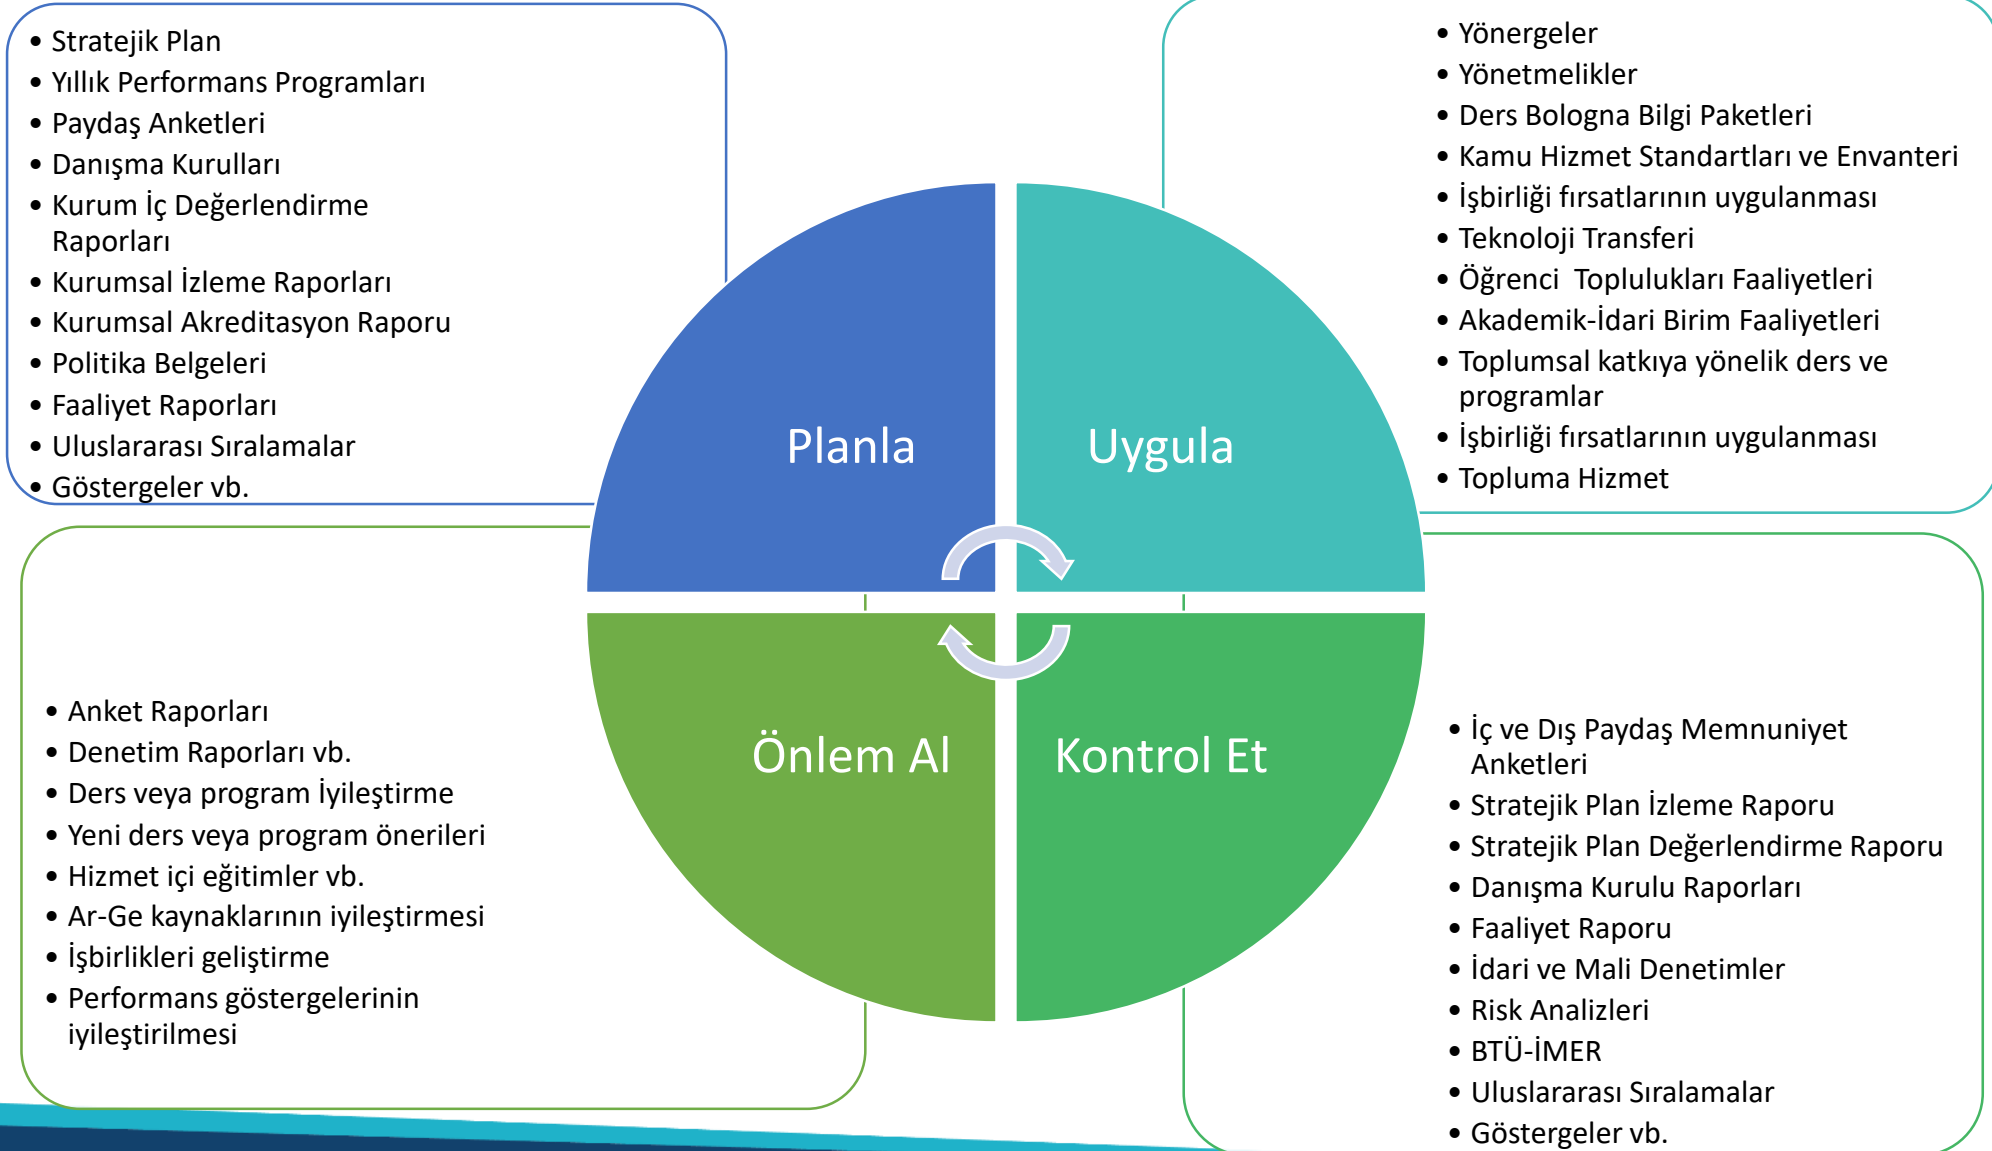 • Stratejik Plan
• Yıllık Performans Programları
• Paydaş Anketleri
• Danışma Kurulları
• Kurum İç Değerlendirme
Raporları
• Kurumsal İzleme Raporları
• Kurumsal Akreditasyon Raporu
• Politika Belgeleri
• Faaliyet Raporları
• Uluslararası Sıralamalar
• Göstergeler vb.
• Yönergeler
• Yönetmelikler
• Ders Bologna Bilgi Paketleri
• Kamu Hizmet Standartları ve Envanteri
• İşbirliği fırsatlarının uygulanması
• Teknoloji Transferi
• Öğrenci  Toplulukları Faaliyetleri
• Akademik-İdari Birim Faaliyetleri
• Toplumsal katkıya yönelik ders ve
programlar
• İşbirliği fırsatlarının uygulanması
• Topluma Hizmet
Planla
Uygula
Önlem Al
Kontrol Et
• Anket Raporları
• Denetim Raporları vb.
• Ders veya program İyileştirme
• Yeni ders veya program önerileri
• Hizmet içi eğitimler vb.
• Ar-Ge kaynaklarının iyileştirmesi
• İşbirlikleri geliştirme
• Performans göstergelerinin
iyileştirilmesi
• İç ve Dış Paydaş Memnuniyet
Anketleri
• Stratejik Plan İzleme Raporu
• Stratejik Plan Değerlendirme Raporu
• Danışma Kurulu Raporları
• Faaliyet Raporu
• İdari ve Mali Denetimler
• Risk Analizleri
• BTÜ-İMER
• Uluslararası Sıralamalar
• Göstergeler vb.